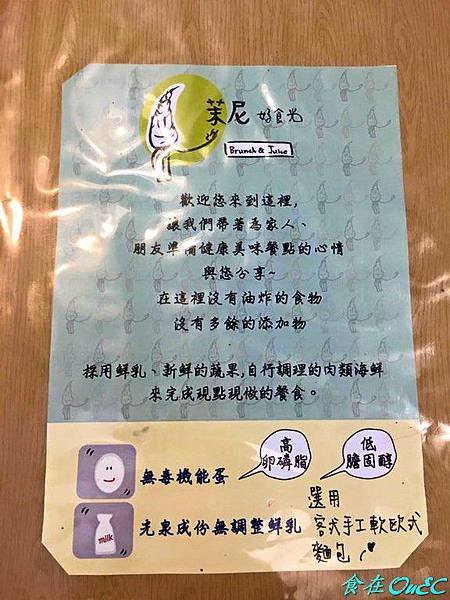 茉尼 好食光
Brunch & Juice
歡迎您來到這裡,
讓我們帶著為家人、
朋友準備健康美味餐點的心情
與您分享~
在這裡沒有油炸的食物
沒有多餘的添加物
採用鮮乳、新鮮的蔬果,自行調理的肉類海鮮
來完成現點現做的餐食。
高
卵磷脂
低
膽固醇
無毒機能蛋
milk
光泉成份無調整鮮乳
選用
客天手工軟歐式
麵包
食在OnEC